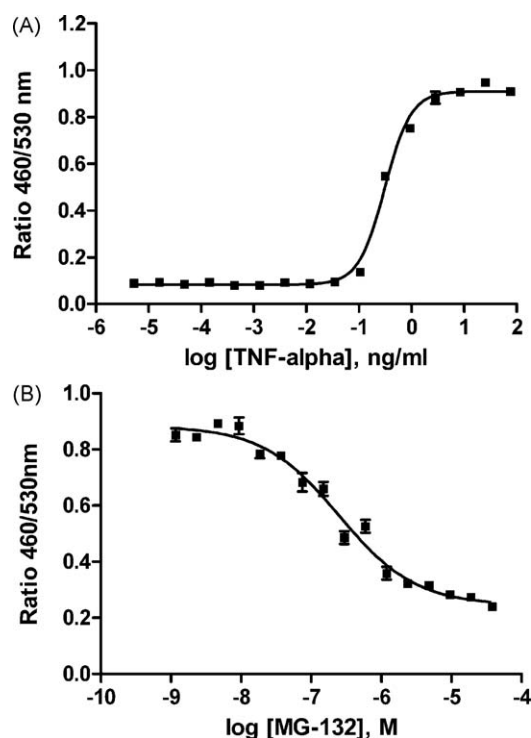 (A)
1.2
1.0
0.8
0.6
0.4
0.2
0.0
Ratio 460/530 nm
-6 -5 -4 -3 -2 -1 0 1 2
log [TNF-alpha], ng/ml
(B)
1.0
0.8
0.6
0.4
0.2
0.0
Ratio 460/530nm
-10 -9 -8 -7 -6 -5 -4
log [MG-132], M